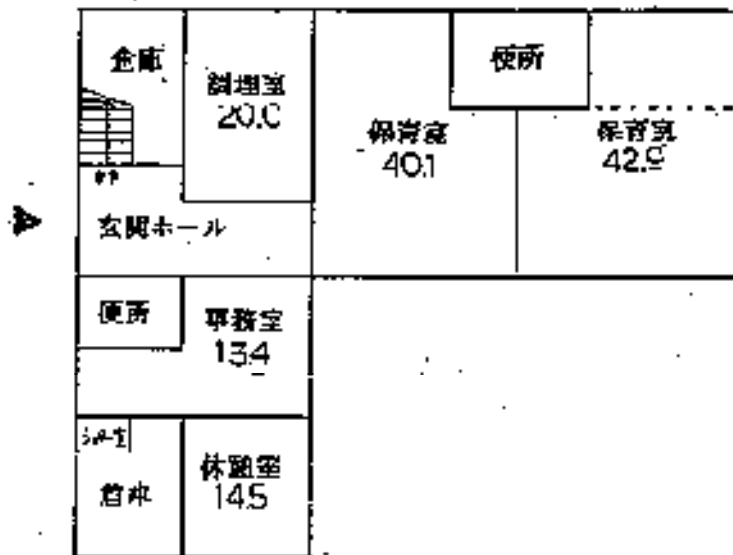 倉庫
調理室
20.0
保育室
40.1
便所
保育室
42.9
玄関ホール
便所
事務室
13.4
休憩室
14.5
倉庫